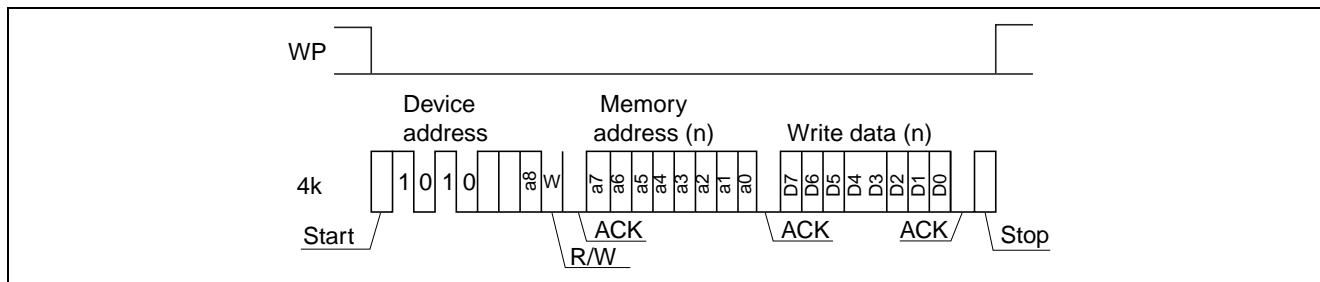 WP
Device address
Memory address (n)
Write data (n)
4k
1 0 1 0 a8 W a7 a6 a5 a4 a3 a2 a1 a0 D7 D6 D5 D4 D3 D2 D1 D0
Start
ACK
ACK
ACK
Stop
R/W